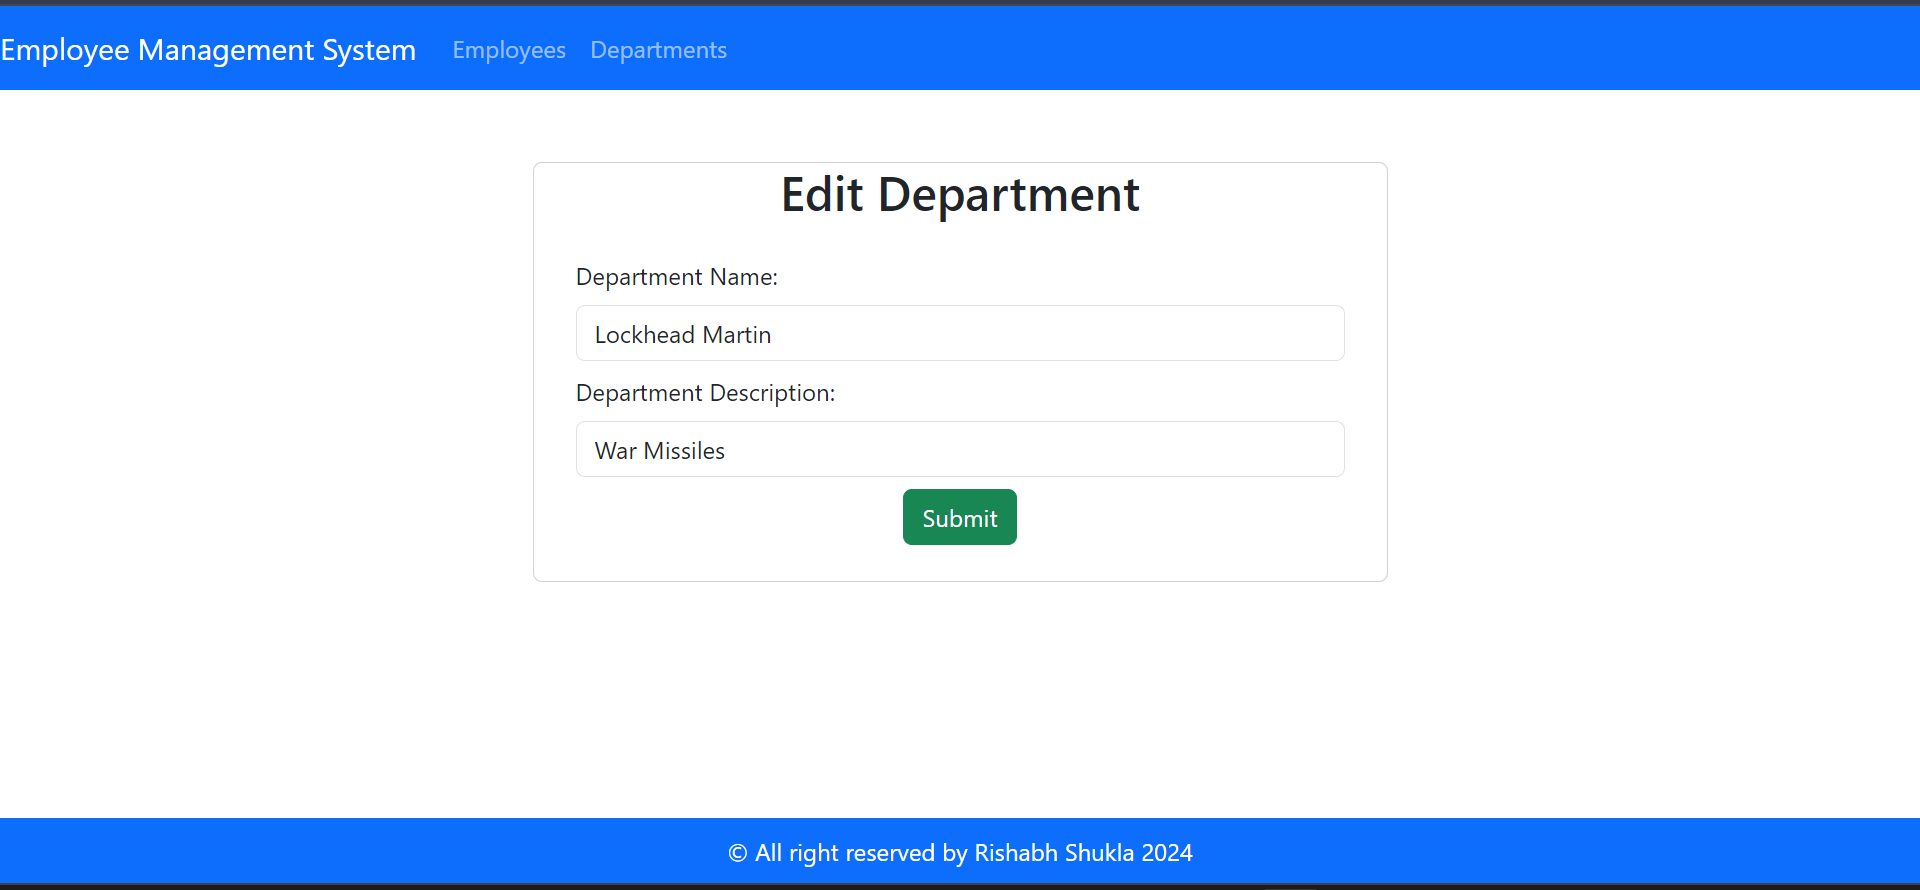 Employee Management System Employees Departments
Edit Department
Department Name:
Lockhead Martin
Department Description:
War Missiles
Submit
© All right reserved by Rishabh Shukla 2024